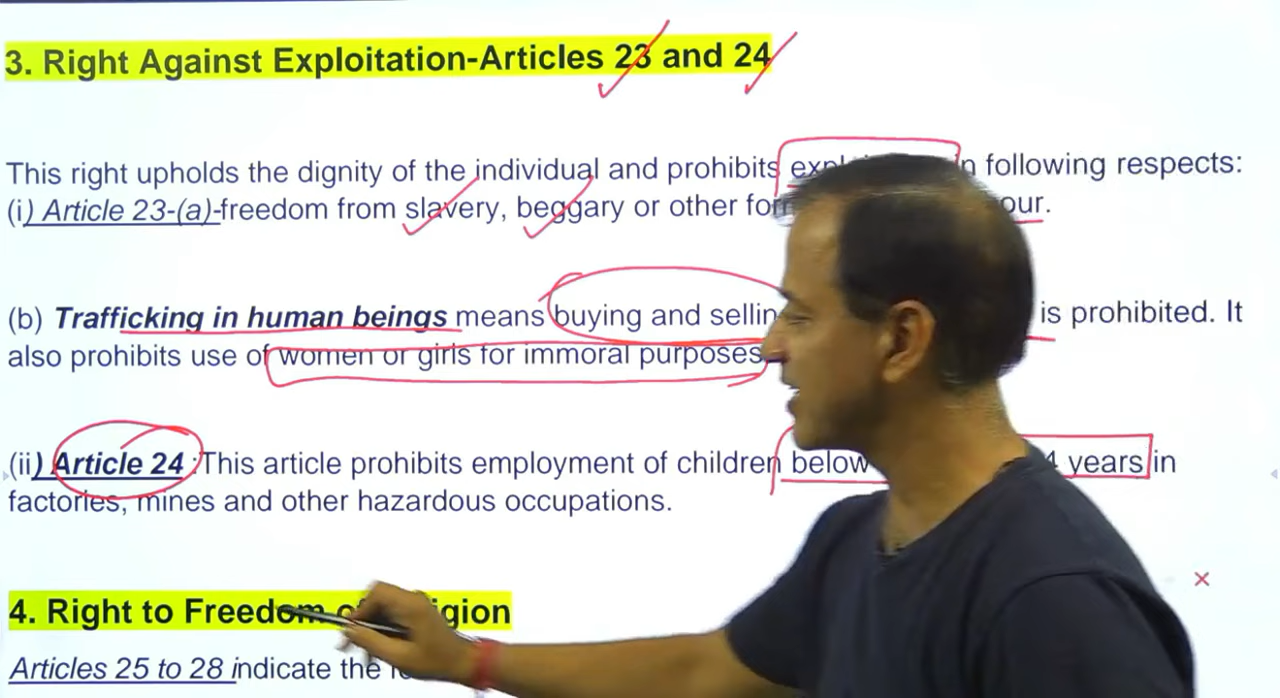 3. Right Against Exploitation-Articles 23 and 24
This right upholds the dignity of the individual and prohibits following respects:
(i) Article 23-(a)-freedom from slavery, beggary or other
(b) Trafficking in human beings means buying and is prohibited. It
also prohibits use of women or girls for immoral purposes
(ii) Article 24 :This article prohibits employment of children below years in
factories, mines and other hazardous occupations.
4. Right to Freedom
Articles 25 to 28 indicate the